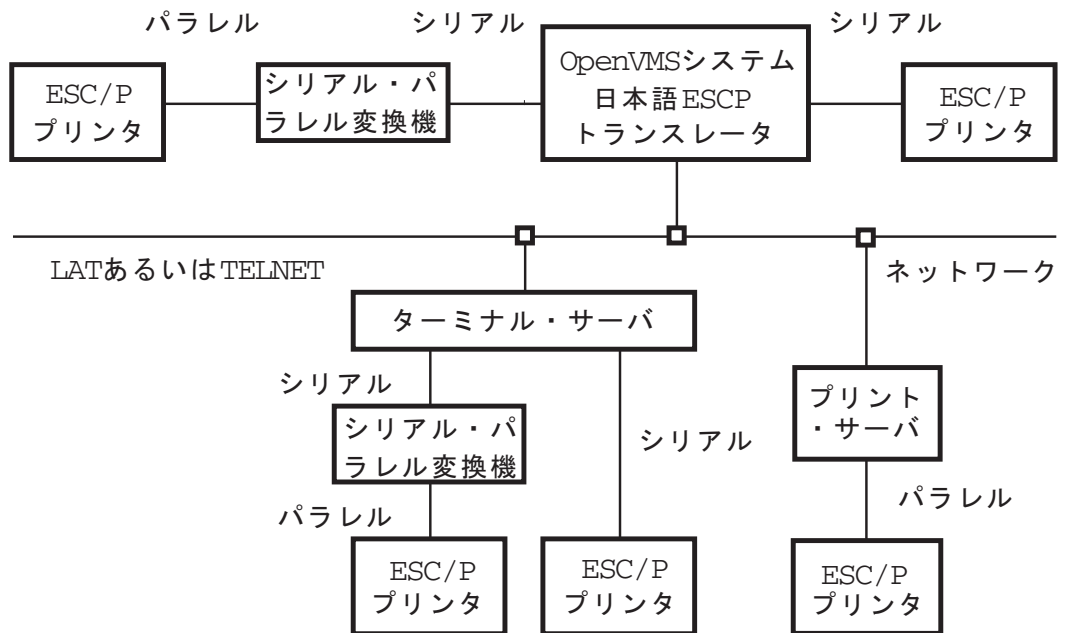 パラレル
シリアル
シリアル
ESC/P
プリンタ
シリアル・パ
ラレル変換機
OpenVMSシステム
日本語ESCP
トランスレータ
ESC/P
プリンタ
LATあるいはTELNET
ネットワーク
ターミナル・サーバ
シリアル
シリアル・パ
ラレル変換機
シリアル
プリント
・サーバ
パラレル
パラレル
ESC/P
プリンタ
ESC/P
プリンタ
ESC/P
プリンタ